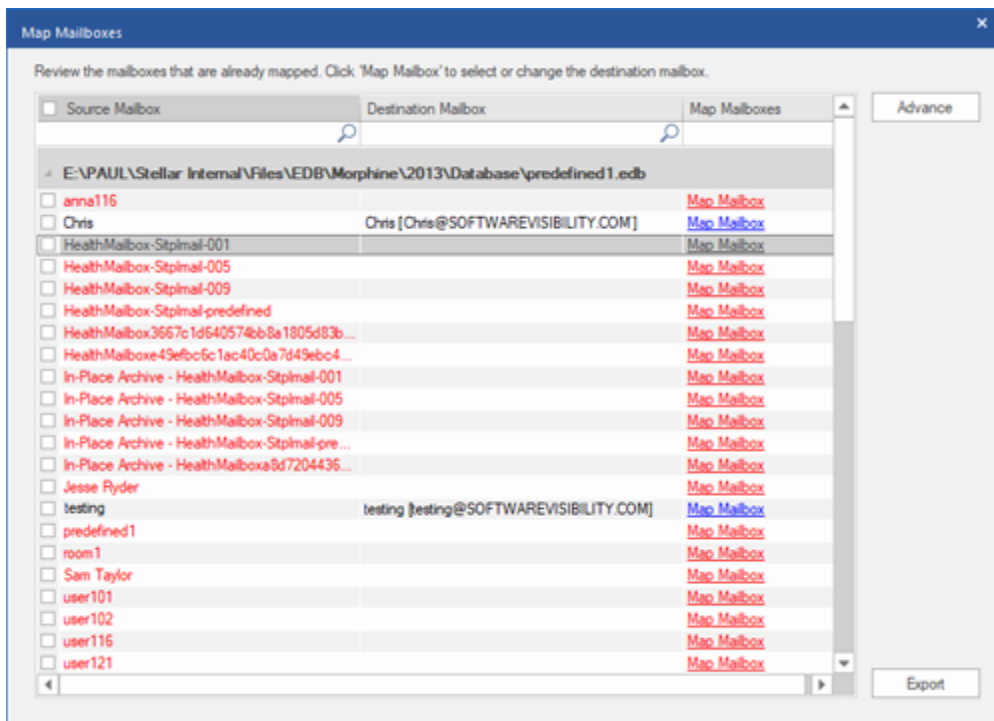 Map Mailboxes
Review the mailboxes that are already mapped. Click 'Map Mailbox' to select or change the destination mailbox.
Source Mailbox Destination Mailbox Map Mailboxes Advance
E:\PAUL\Stellar Internal\Files\EDB\Morphine\2013\Database\predefined1.edb
anna116 Map Mailbox
Chris Chris [Chris@SOFTWAREVISIBILITY.COM] Map Mailbox
HealthMailbox-Sitplmail-001 Map Mailbox
HealthMailbox-Sitplmail-005 Map Mailbox
HealthMailbox-Sitplmail-009 Map Mailbox
HealthMailbox-Sitplmail-predefined Map Mailbox
HealthMailbox3667c1d640574bb8a1805d83b... Map Mailbox
HealthMailboxe49efbc6c1ac40c0a7d49ebc4... Map Mailbox
In-Place Archive - HealthMailbox-Sitplmail-001 Map Mailbox
In-Place Archive - HealthMailbox-Sitplmail-005 Map Mailbox
In-Place Archive - HealthMailbox-Sitplmail-009 Map Mailbox
In-Place Archive - HealthMailbox-Sitplmail-pre... Map Mailbox
In-Place Archive - HealthMailboxa8d7204436... Map Mailbox
Jesse Ryder Map Mailbox
testing testing [testing@SOFTWAREVISIBILITY.COM] Map Mailbox
predefined1 Map Mailbox
room1 Map Mailbox
Sam Taylor Map Mailbox
user101 Map Mailbox
user102 Map Mailbox
user116 Map Mailbox
user121 Map Mailbox
Export